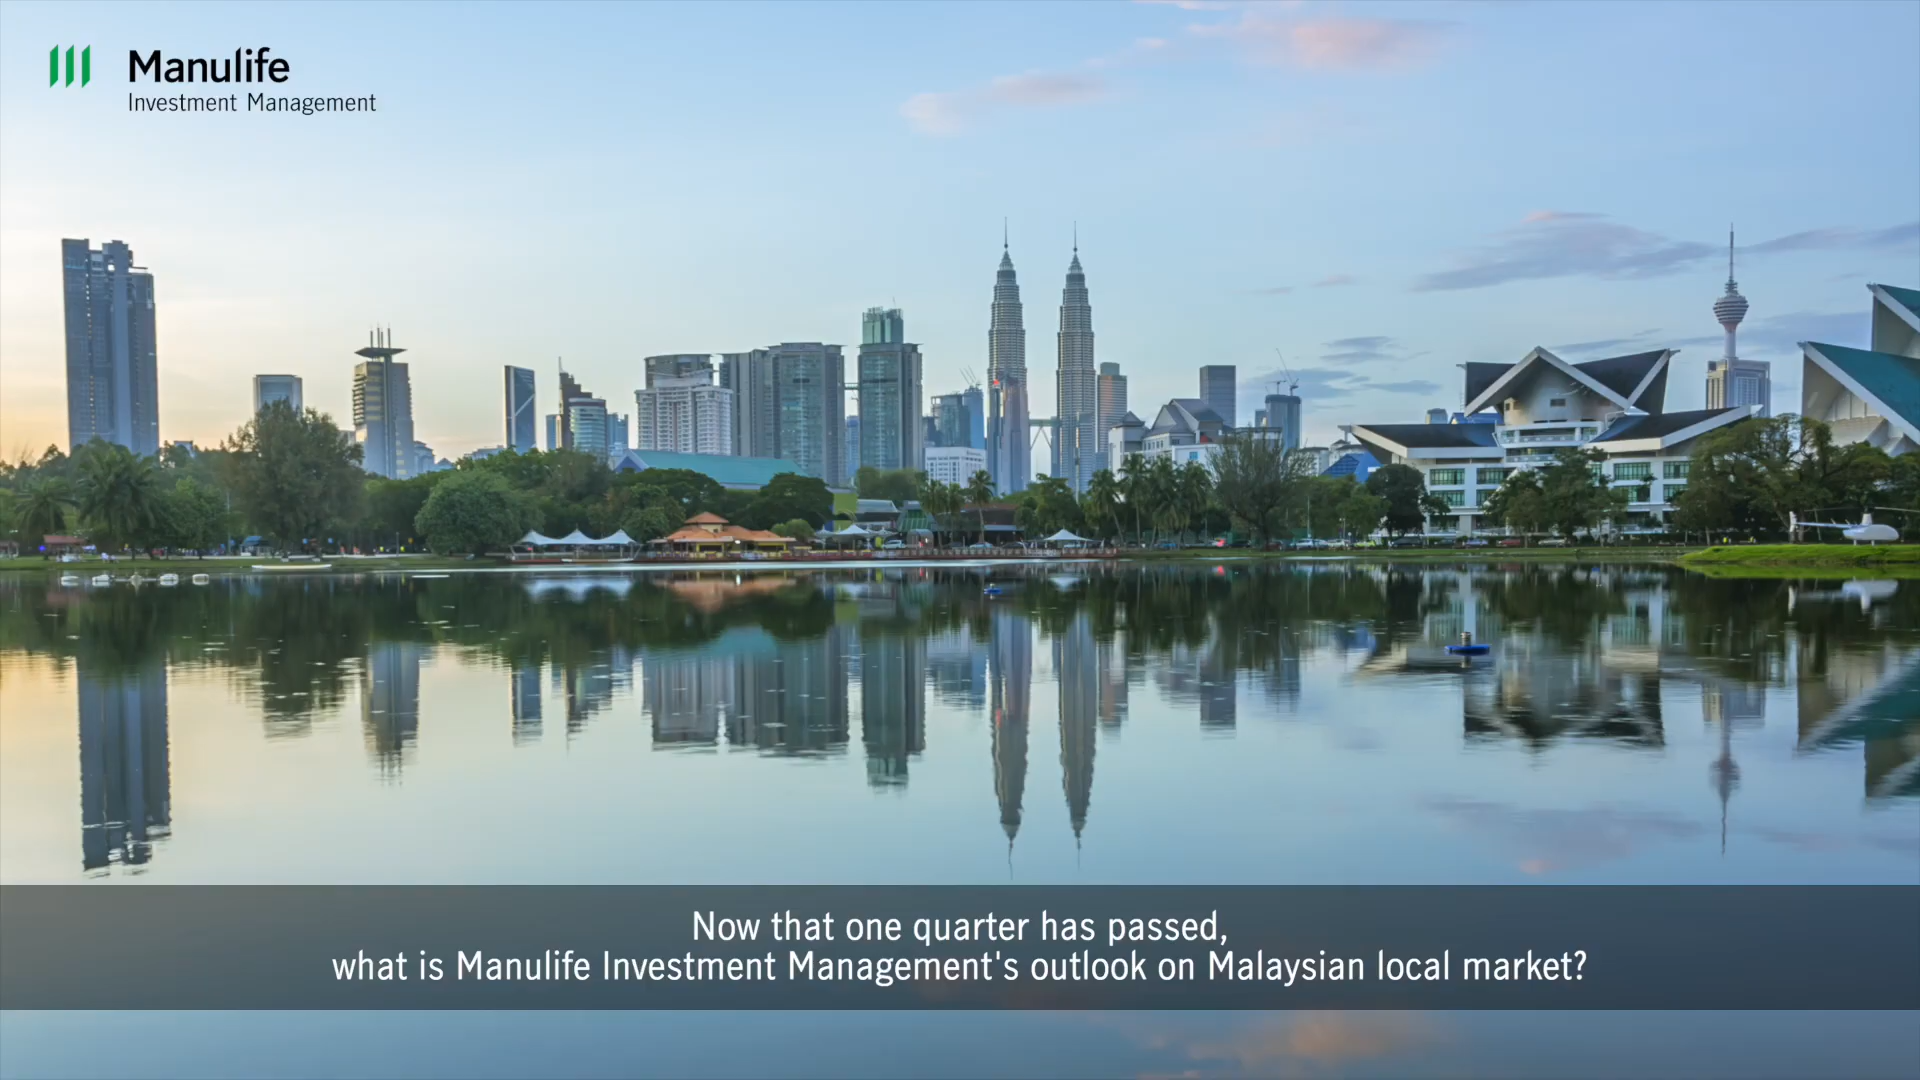 Manulife
Investment Management
Now that one quarter has passed,
what is Manulife Investment Management's outlook on Malaysian local market?